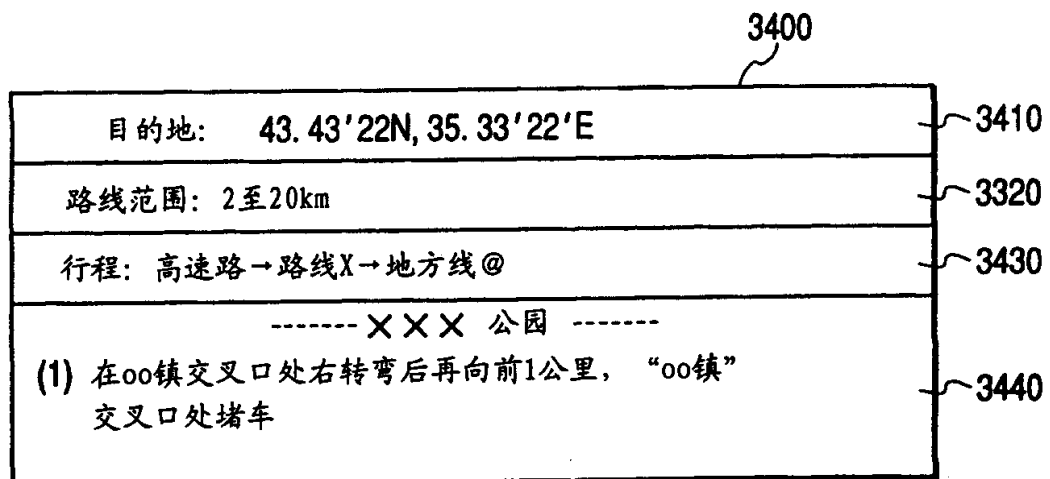 3400
目的地: 43.43'22N,35.33'22'E
3410
路线范围: 2至20km
3320
行程: 高速路→路线X→地方线@
3430
-------××× 公园 -------
(1) 在oo镇交叉口处右转弯后再向前1公里, “oo镇”
交叉口处堵车
3440